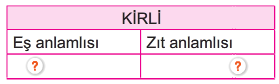 KİRLİ
Eş anlamlısı Zıt anlamlısı
? ?